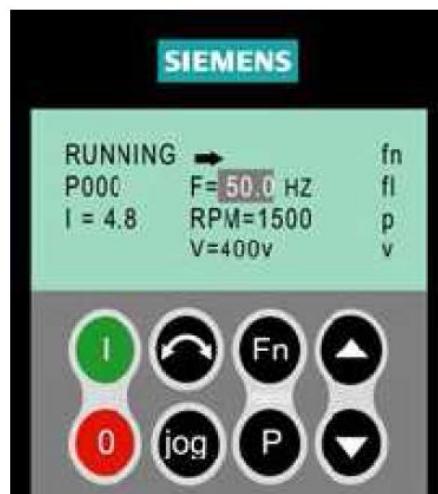 SIEMENS
RUNNING fn
P000 F=50.0 HZ fl
I = 4.8 RPM=1500 p
V=400v v
I Fn
0 jog P